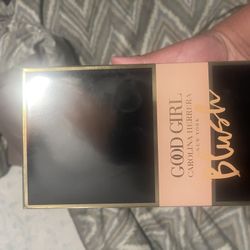 GOOD GIRL
CAROLINA HERRERA
NEW YORK
Blush